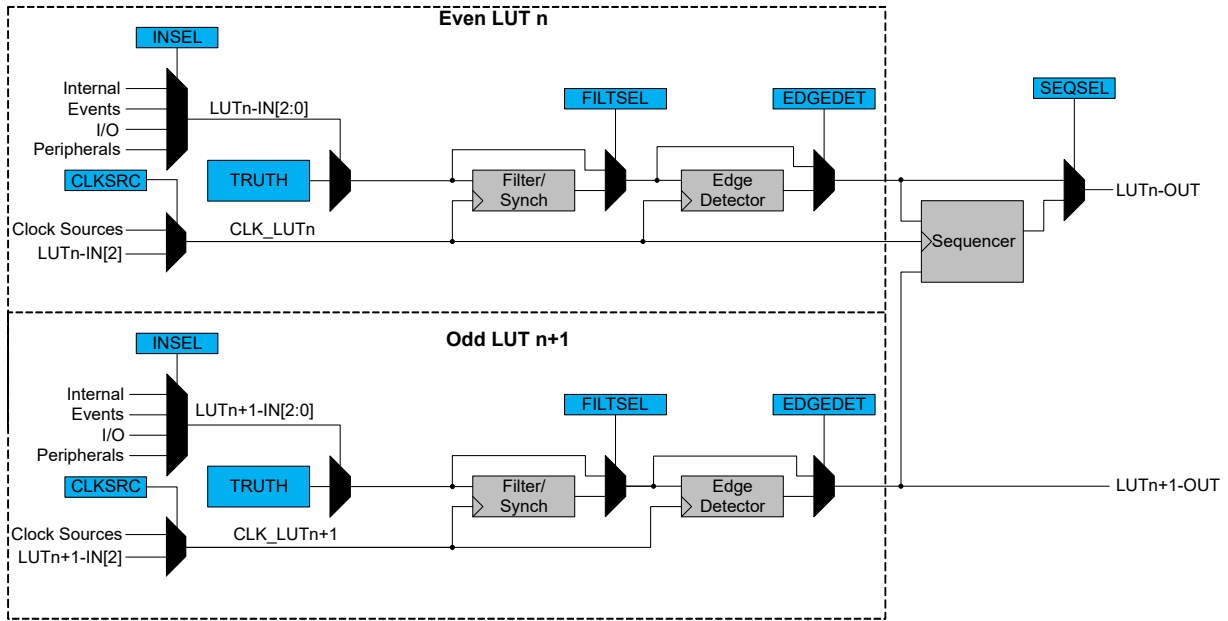 Even LUT n
INSEL
Internal
Events
I/O
Peripherals
LUTn-IN[2:0]
FILTSEL
EDGEDET
SEQSEL
CLKSRC
TRUTH
Filter/
Synch
Edge
Detector
LUTn-OUT
Clock Sources
LUTn-IN[2]
CLK_LUTn
Sequencer
Odd LUT n+1
INSEL
Internal
Events
I/O
Peripherals
LUTn+1-IN[2:0]
FILTSEL
EDGEDET
CLKSRC
TRUTH
Filter/
Synch
Edge
Detector
LUTn+1-OUT
Clock Sources
LUTn+1-IN[2]
CLK_LUTn+1